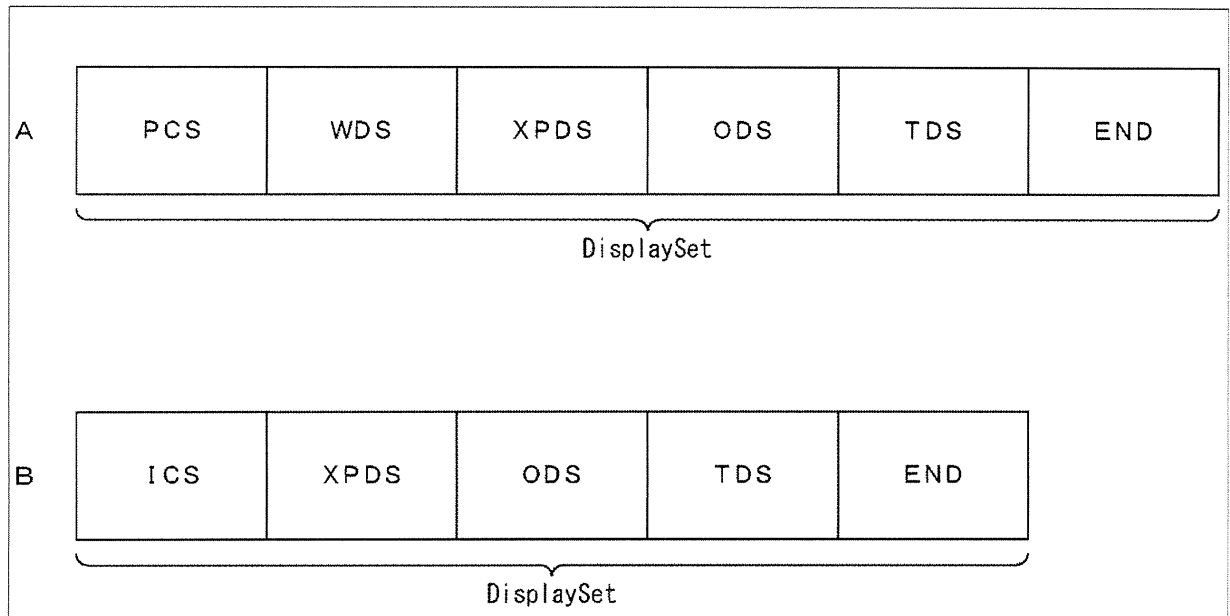 A PCS WDS XPDS ODS TDS END
DisplaySet
B ICS XPDS ODS TDS END
DisplaySet